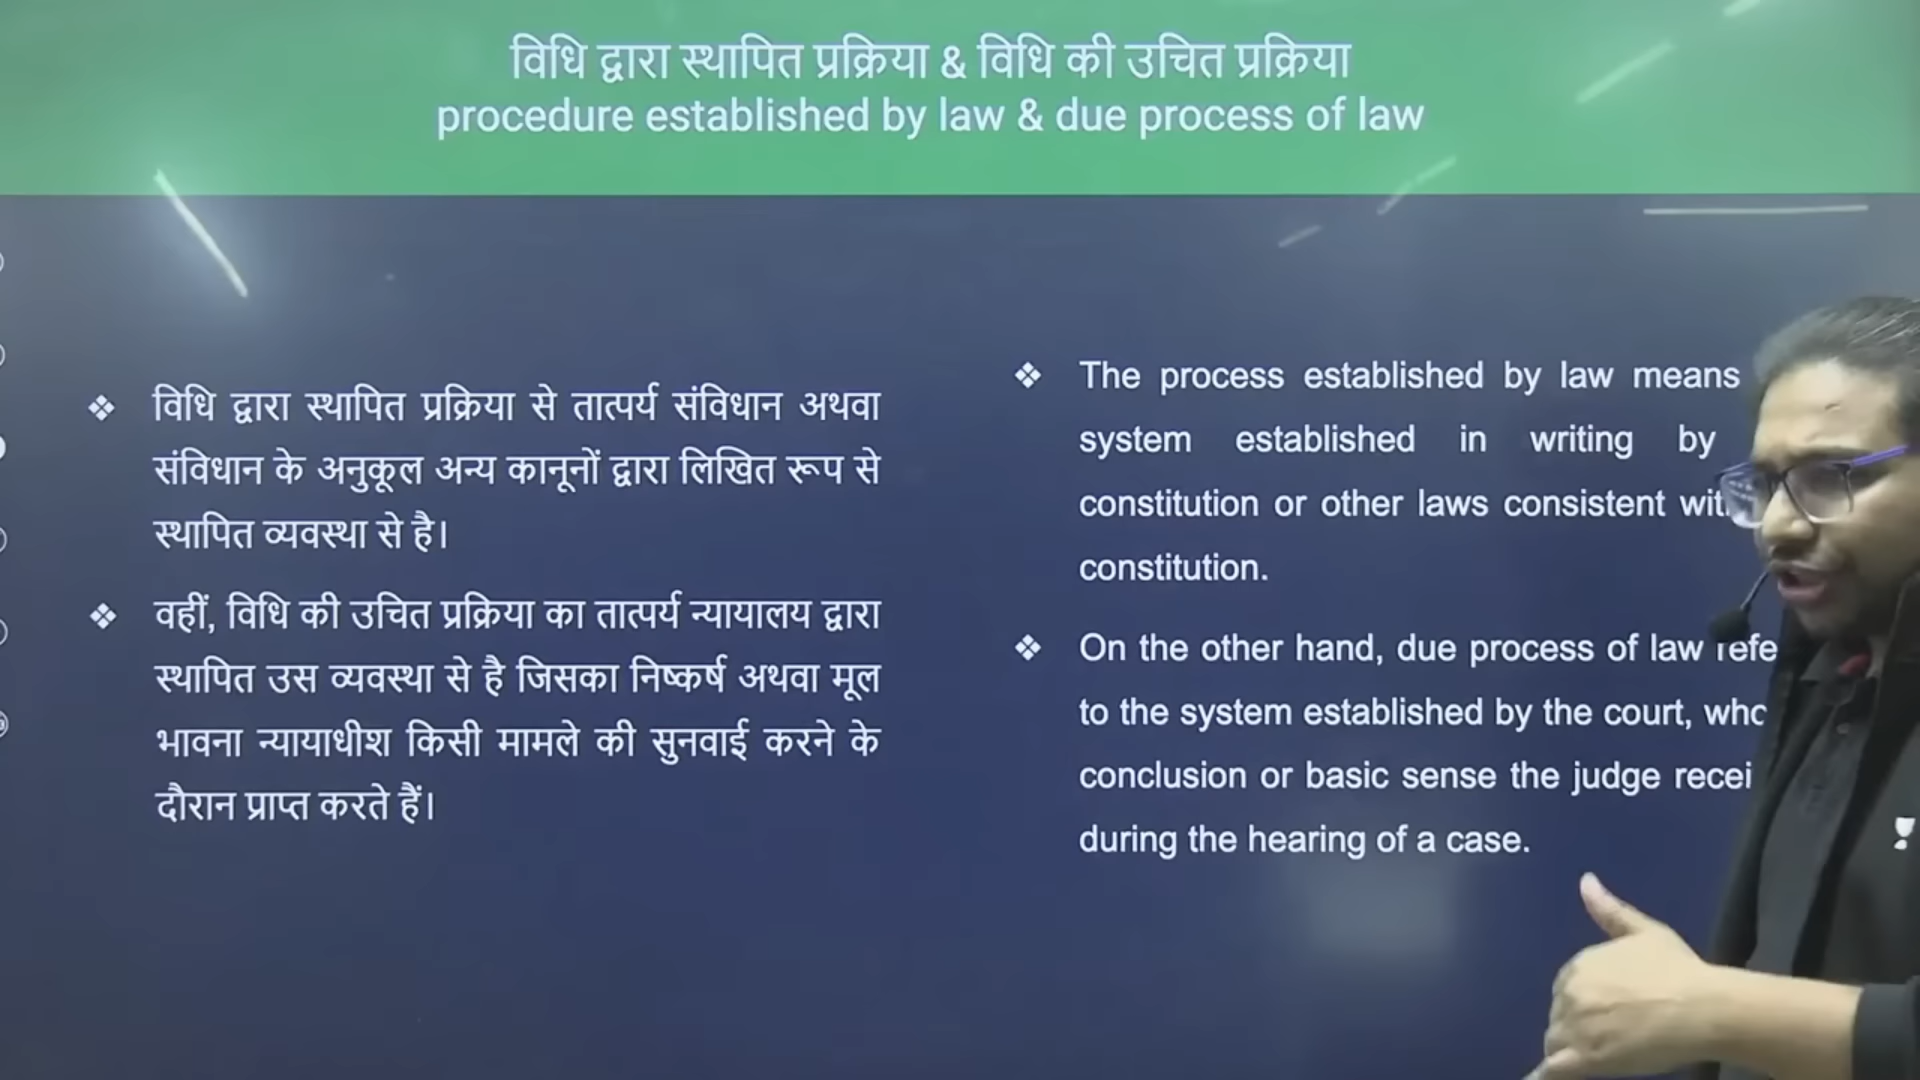 विधि द्वारा स्थापित प्रक्रिया & विधि की उचित प्रक्रिया
procedure established by law & due process of law
❖ विधि द्वारा स्थापित प्रक्रिया से तात्पर्य संविधान अथवा
संविधान के अनुकूल अन्य कानूनों द्वारा लिखित रूप से
स्थापित व्यवस्था से है।
❖ वहीं, विधि की उचित प्रक्रिया का तात्पर्य न्यायालय द्वारा
स्थापित उस व्यवस्था से है जिसका निष्कर्ष अथवा मूल
भावना न्यायाधीश किसी मामले की सुनवाई करने के
दौरान प्राप्त करते हैं।
❖ The process established by law means
system established in writing by
constitution or other laws consistent
constitution.
❖ On the other hand, due process of law
to the system established by the court,
conclusion or basic sense the judge
during the hearing of a case.